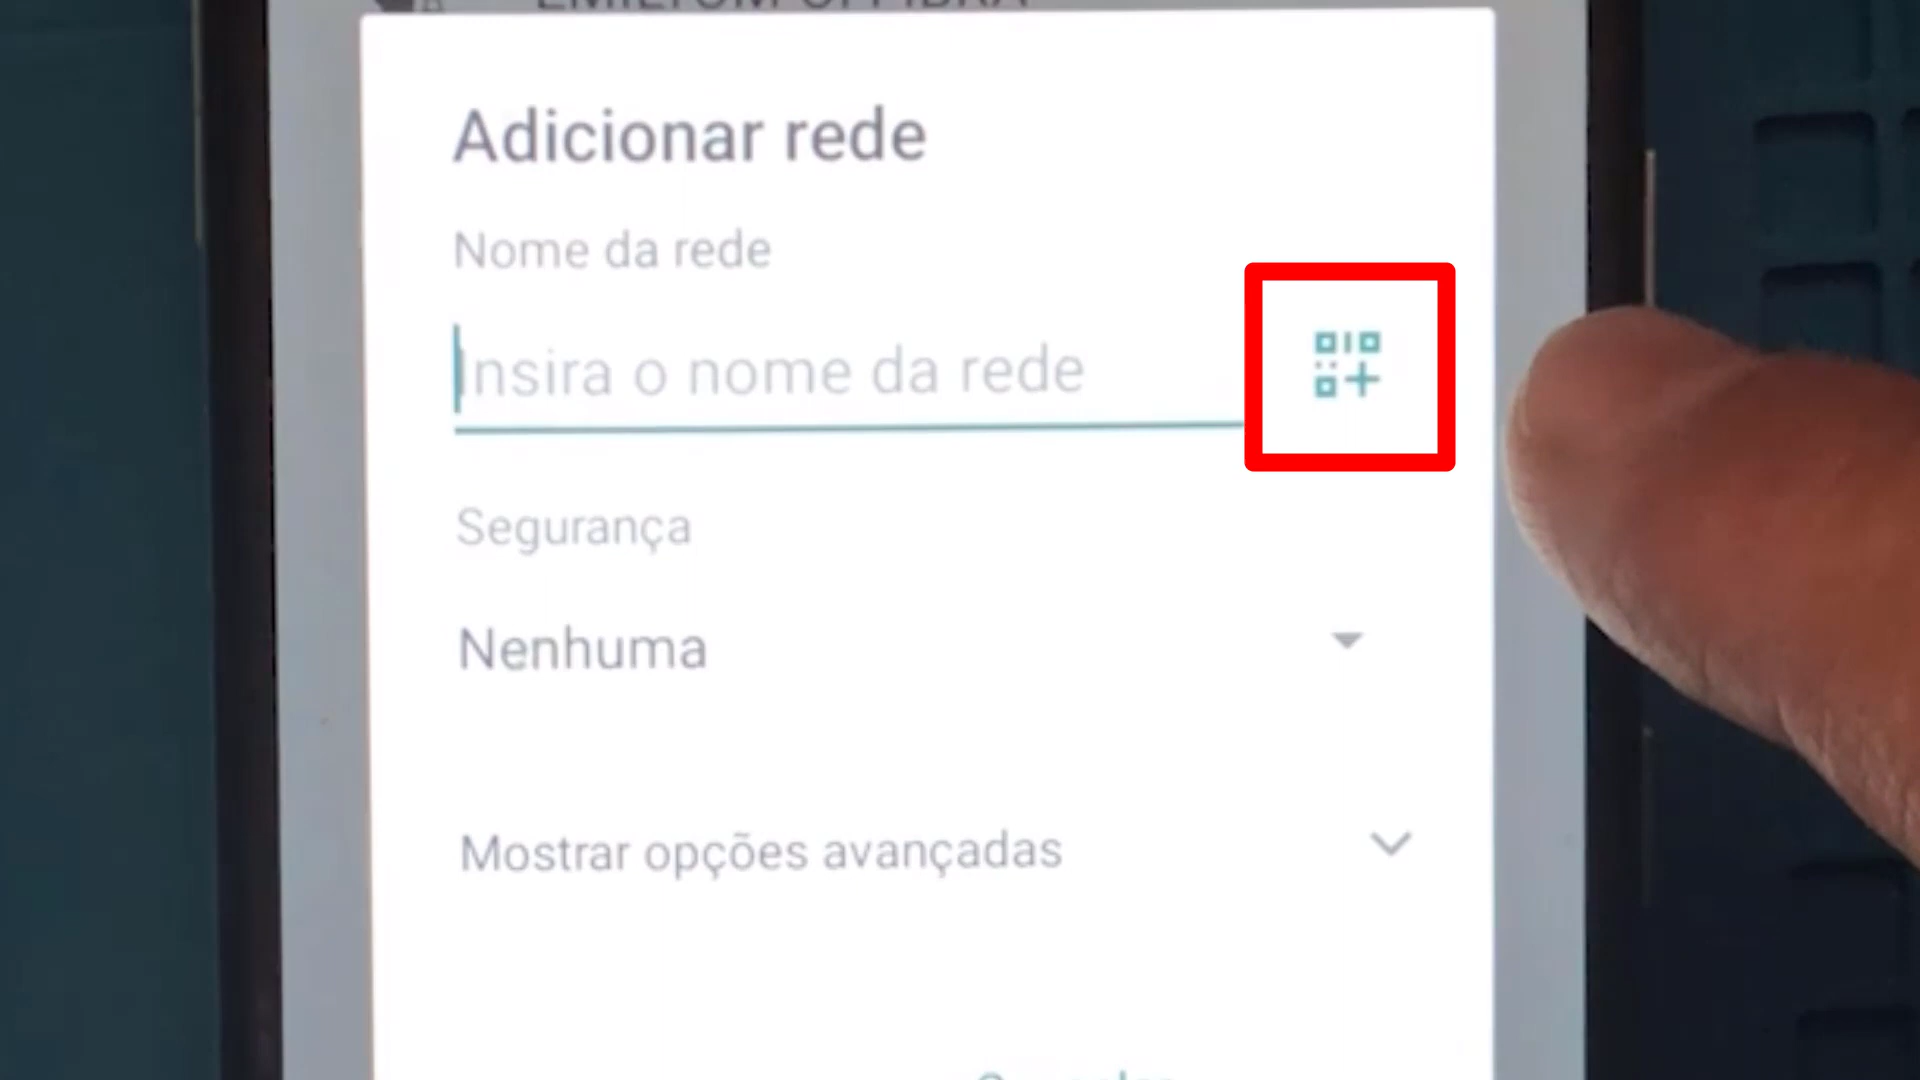 Adicionar rede
Nome da rede
Insira o nome da rede
Segurança
Nenhuma
Mostrar opções avançadas